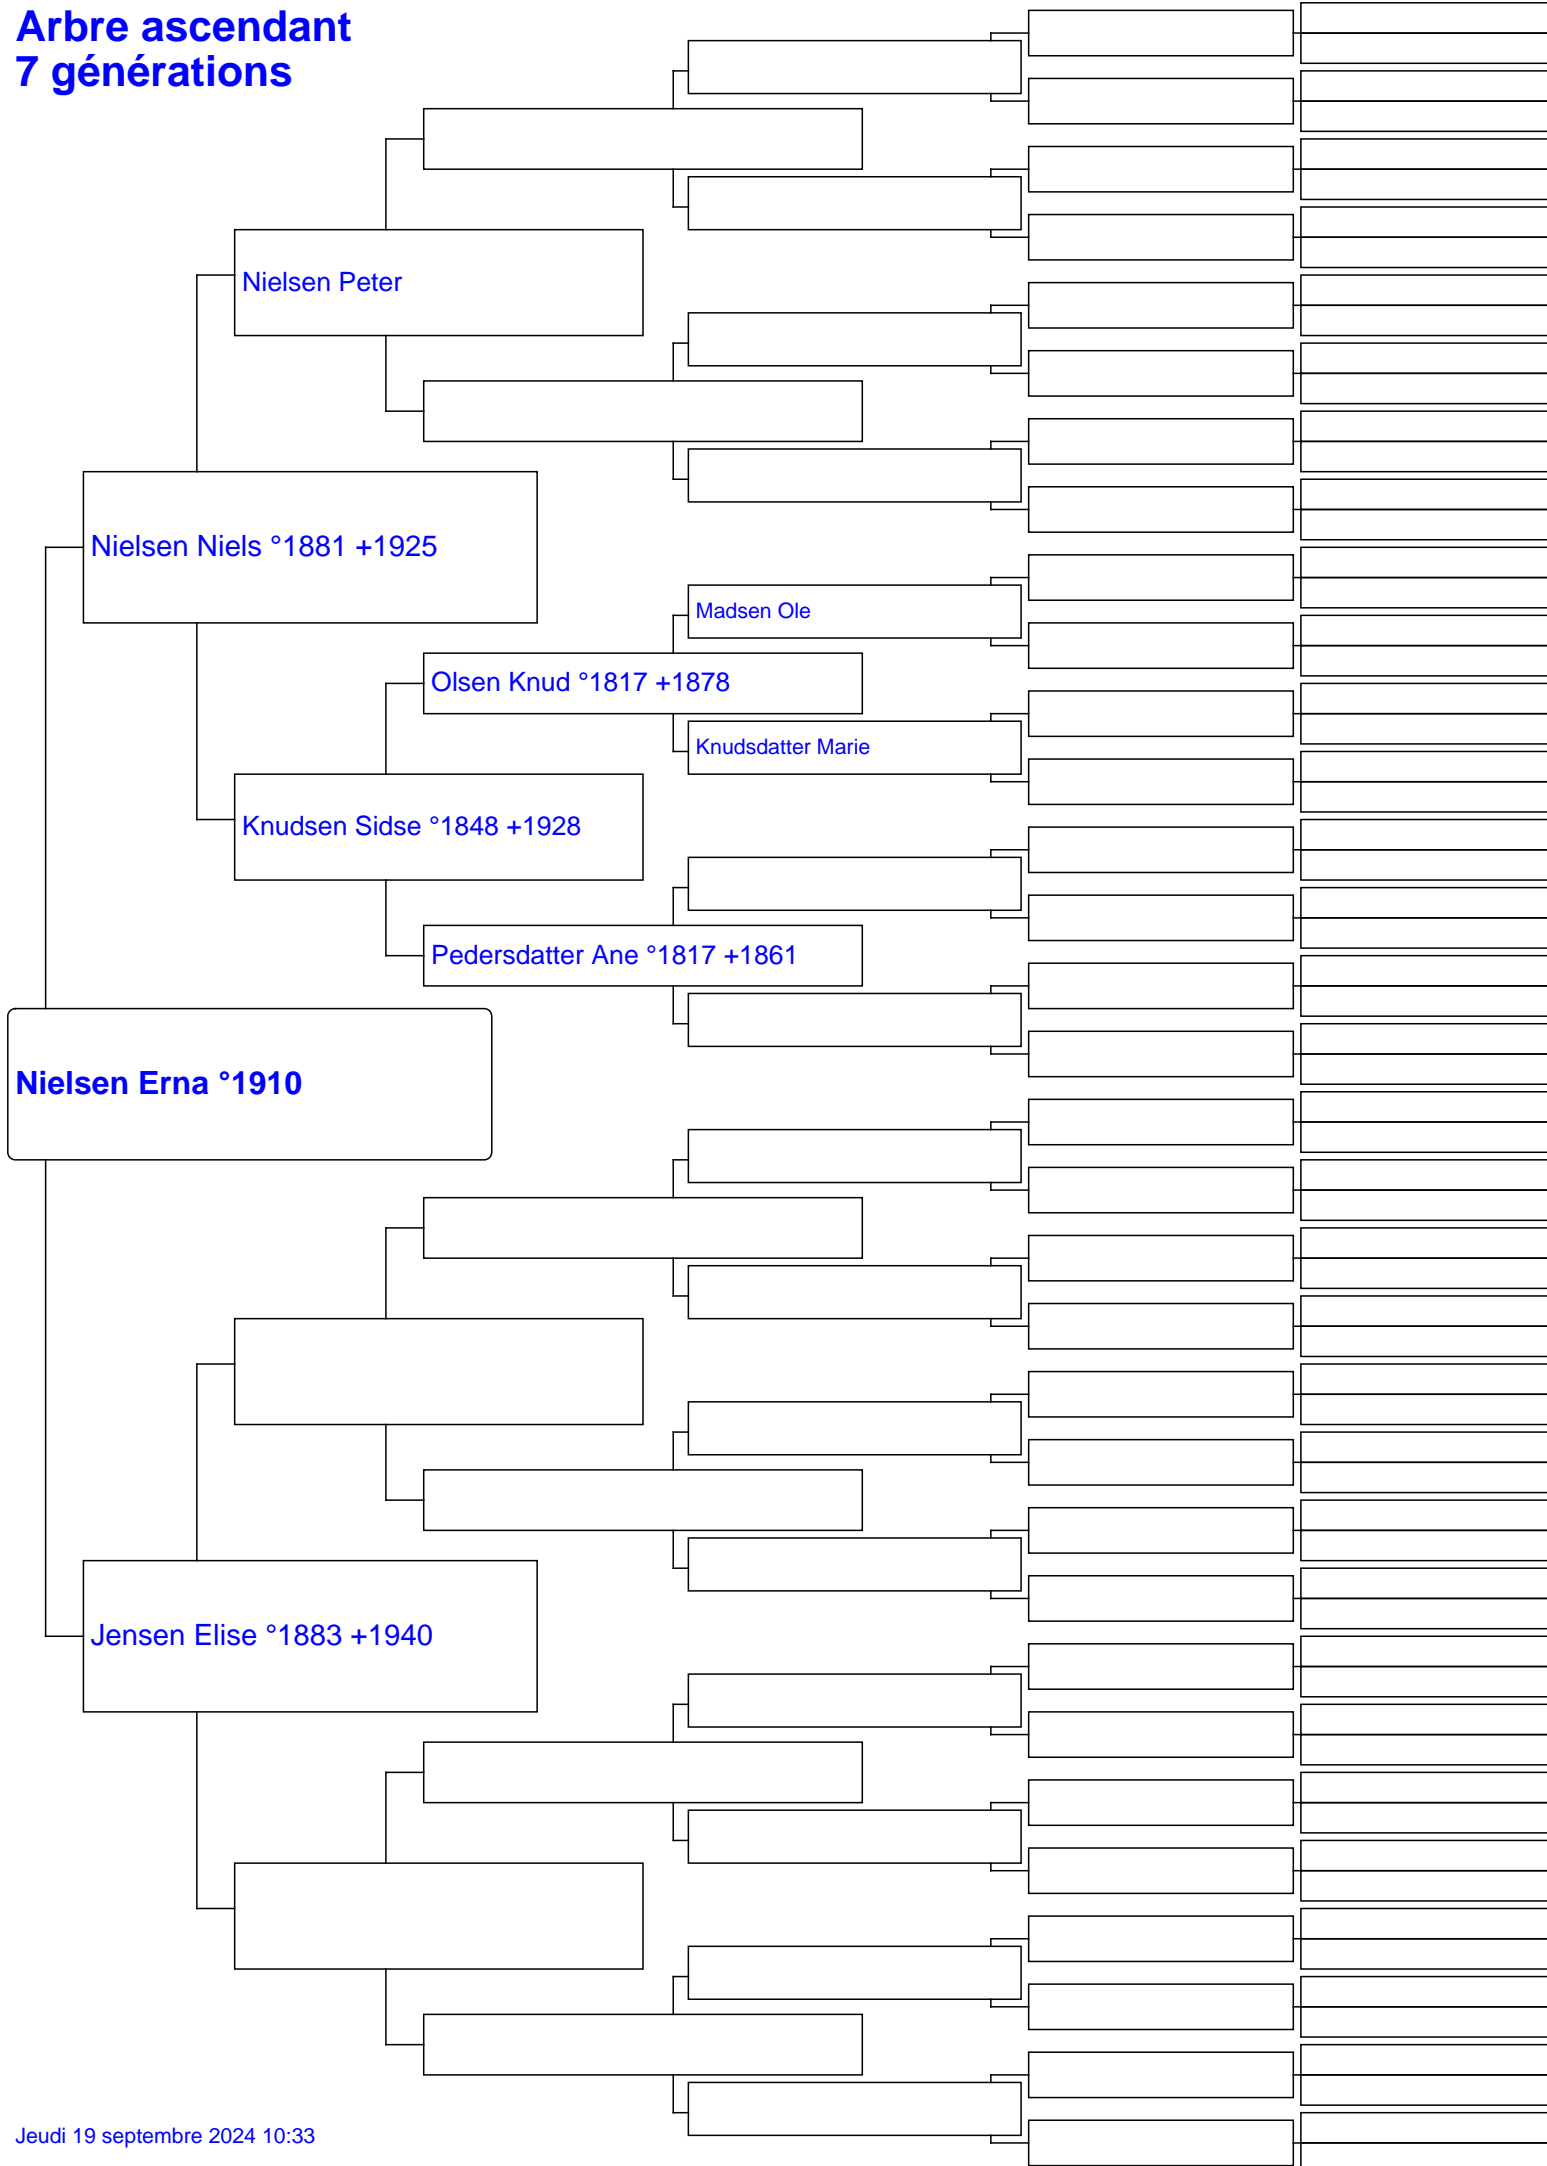 Arbre ascendant
7 générations
Nielsen Peter
Nielsen Niels °1881 +1925
Madsen Ole
Olsen Knud °1817 +1878
Knudsdatter Marie
Knudsen Sidse °1848 +1928
Pedersdatter Ane °1817 +1861
Nielsen Erna °1910
Jensen Elise °1883 +1940
Jeudi 19 septembre 2024 10:33